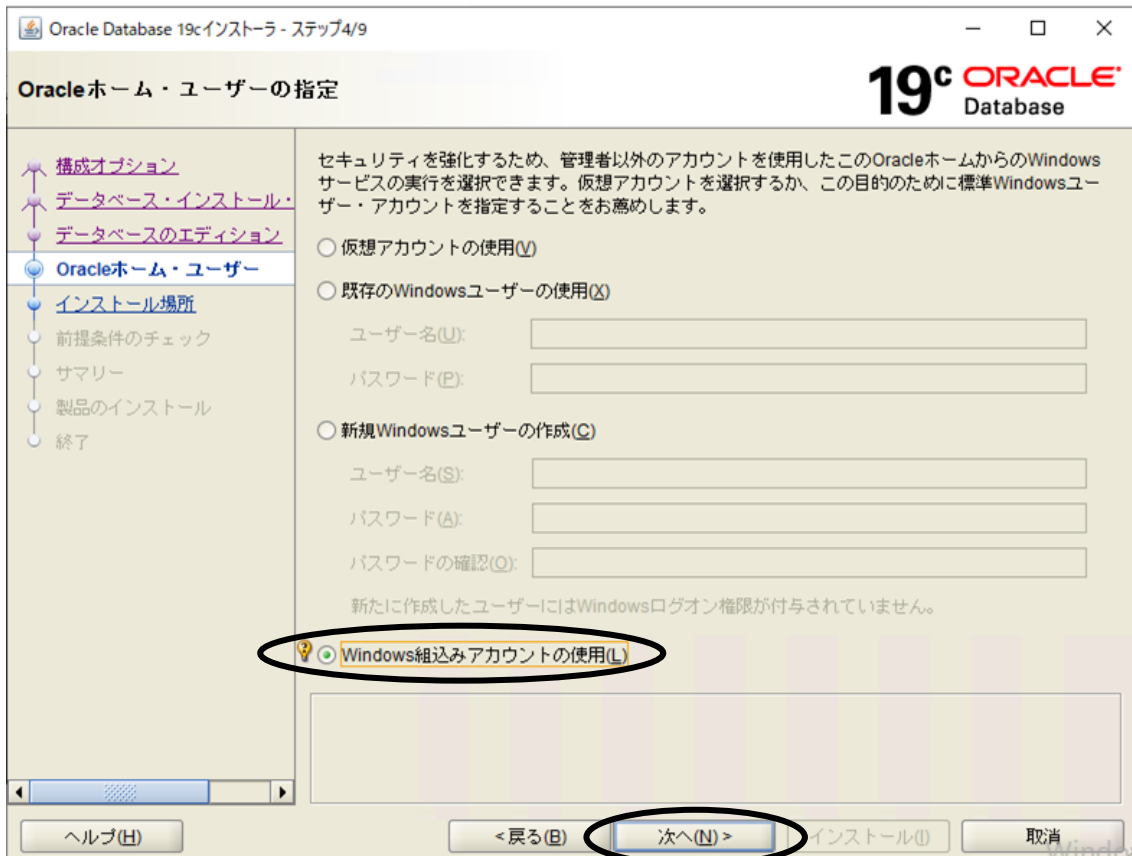 Oracle Database 19cインストーラ - ステップ4/9
Oracleホーム・ユーザーの指定
19c ORACLE
Database
構成オプション
データベース・インストール・
データベースのエディション
Oracleホーム・ユーザー
インストール場所
前提条件のチェック
サマリー
製品のインストール
終了
セキュリティを強化するため、管理者以外のアカウントを使用したこのOracleホームからのWindows
サービスの実行を選択できます。仮想アカウントを選択するか、この目的のために標準Windowsユー
ザー・アカウントを指定することをお薦めします。
仮想アカウントの使用(V)
既存のWindowsユーザーの使用(X)
ユーザー名(U):
パスワード(P):
新規Windowsユーザーの作成(C)
ユーザー名(S):
パスワード(A):
パスワードの確認(O):
新たに作成したユーザーにはWindowsログオン権限が付与されていません。
Windows組込みアカウントの使用(L)
ヘルプ(H)
<戻る(B)
次へ(N)>
インストール(I)
取消
Windo